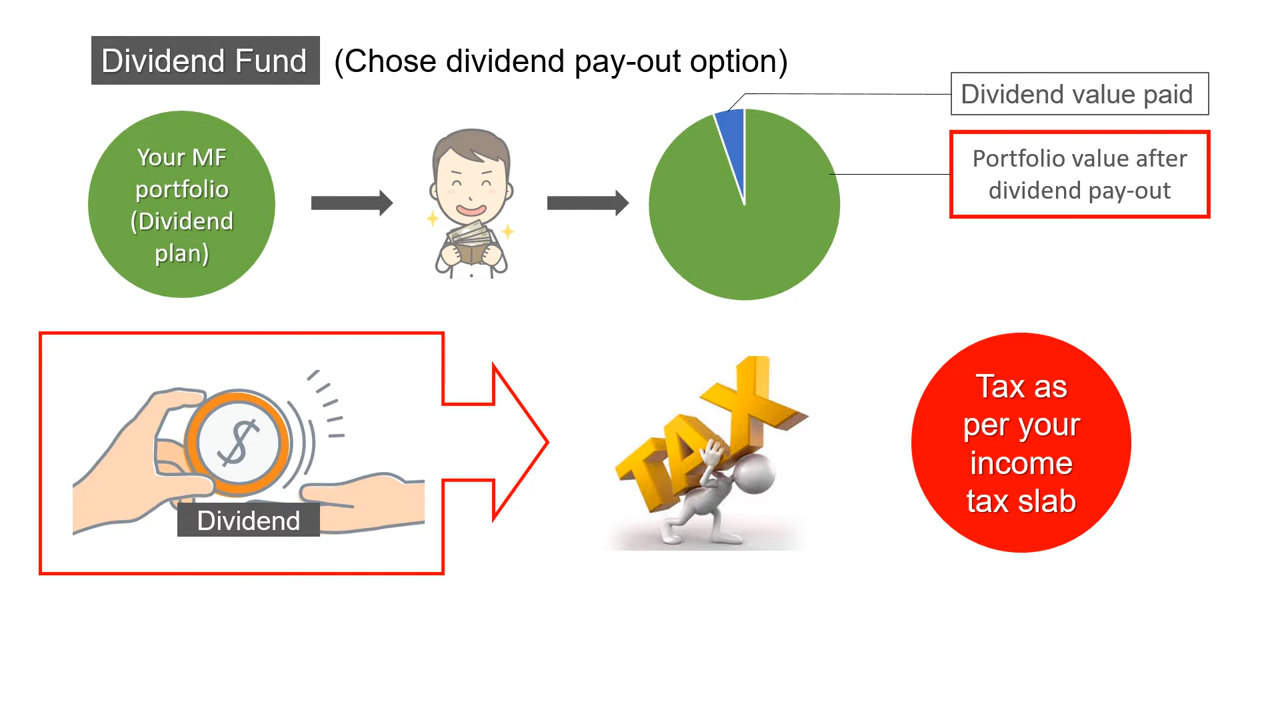 Dividend Fund (Chose dividend pay-out option)
Dividend value paid
Your MF
portfolio
(Dividend
plan)
Portfolio value after
dividend pay-out
$
Dividend
TAX
Tax as
per your
income
tax slab